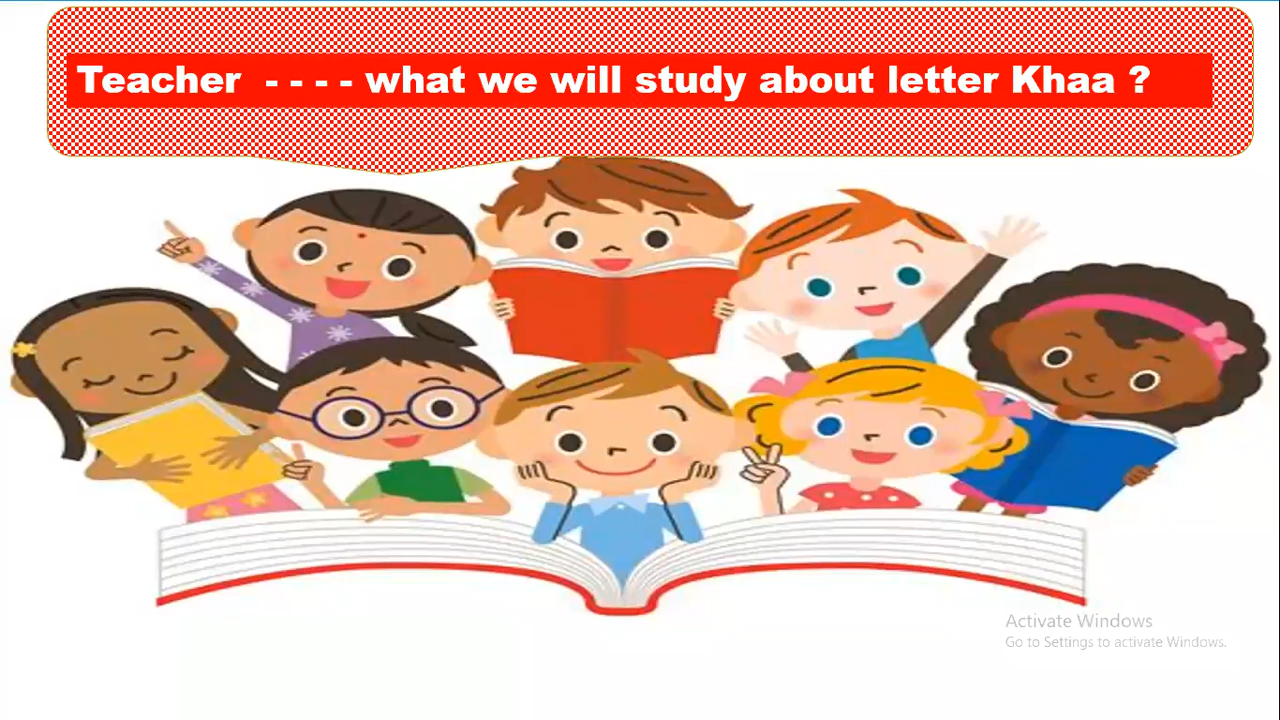 Teacher - - - - what we will study about letter Khaa ?
Activate Windows
Go to Settings to activate Windows.